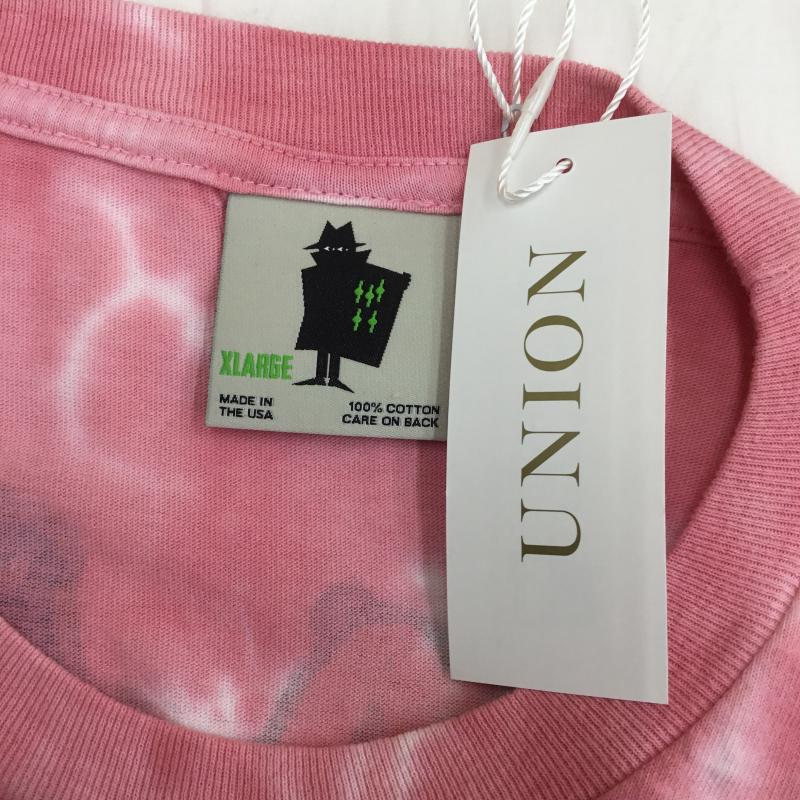 XLARGE
MADE IN
THE USA
100% COTTON
CARE ON BACK
UNION